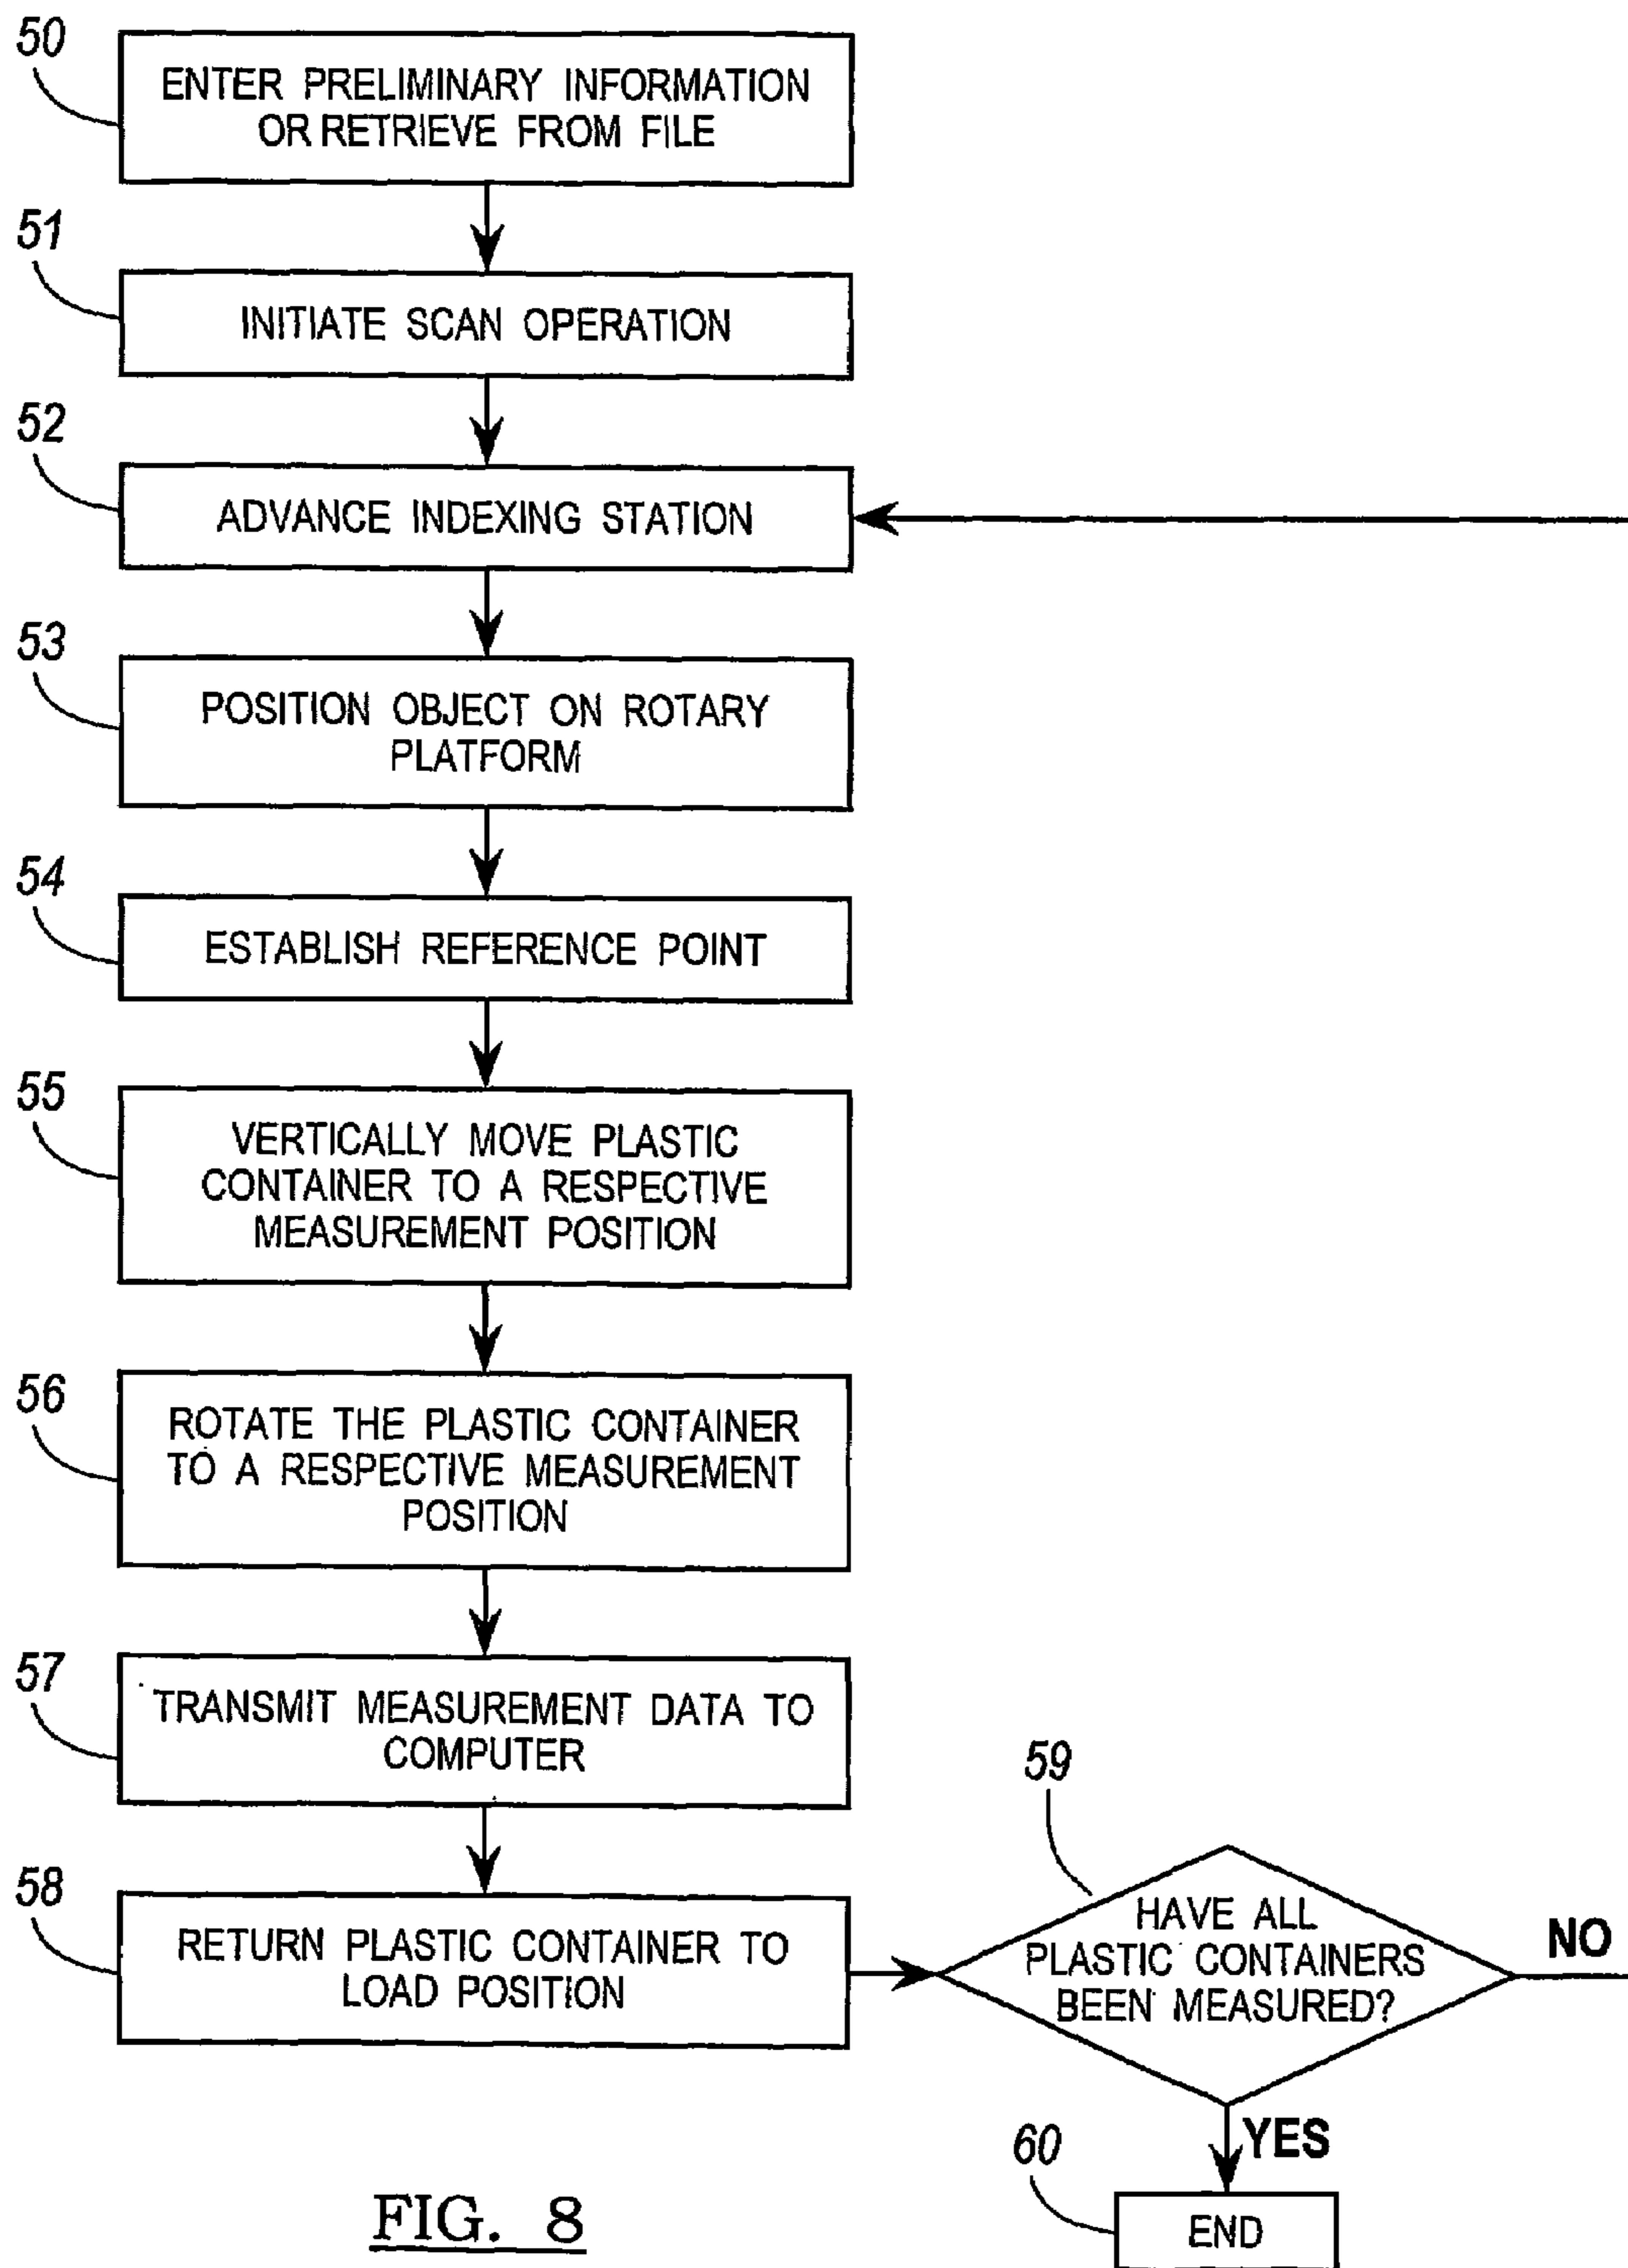 50
ENTER PRELIMINARY INFORMATION
OR RETRIEVE FROM FILE
51
INITIATE SCAN OPERATION
52
ADVANCE INDEXING STATION
53
POSITION OBJECT ON ROTARY
PLATFORM
54
ESTABLISH REFERENCE POINT
55
VERTICALLY MOVE PLASTIC
CONTAINER TO A RESPECTIVE
MEASUREMENT POSITION
56
ROTATE THE PLASTIC CONTAINER
TO A RESPECTIVE MEASUREMENT
POSITION
57
TRANSMIT MEASUREMENT DATA TO
COMPUTER
58
RETURN PLASTIC CONTAINER TO
LOAD POSITION
59
HAVE ALL
PLASTIC CONTAINERS
BEEN MEASURED?
NO
YES
60
END
FIG. 8